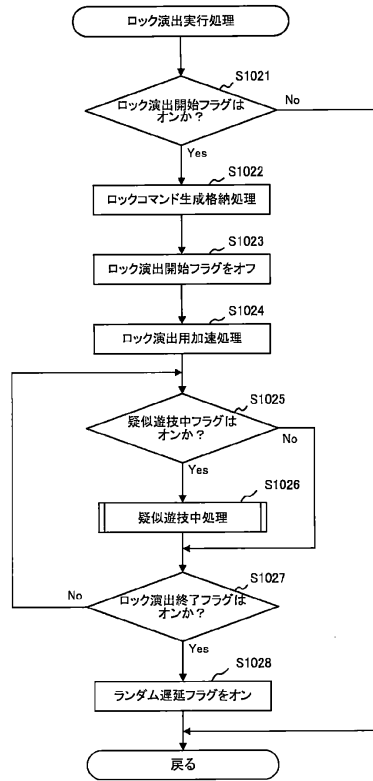 ロック演出実行処理
S1021
ロック演出開始フラグは
オンか？
No
Yes
S1022
ロックコマンド生成格納処理
S1023
ロック演出開始フラグをオフ
S1024
ロック演出用加速処理
S1025
疑似遊技中フラグは
オンか？
No
Yes
S1026
疑似遊技中処理
S1027
ロック演出終了フラグは
オンか？
No
Yes
S1028
ランダム遅延フラグをオン
戻る